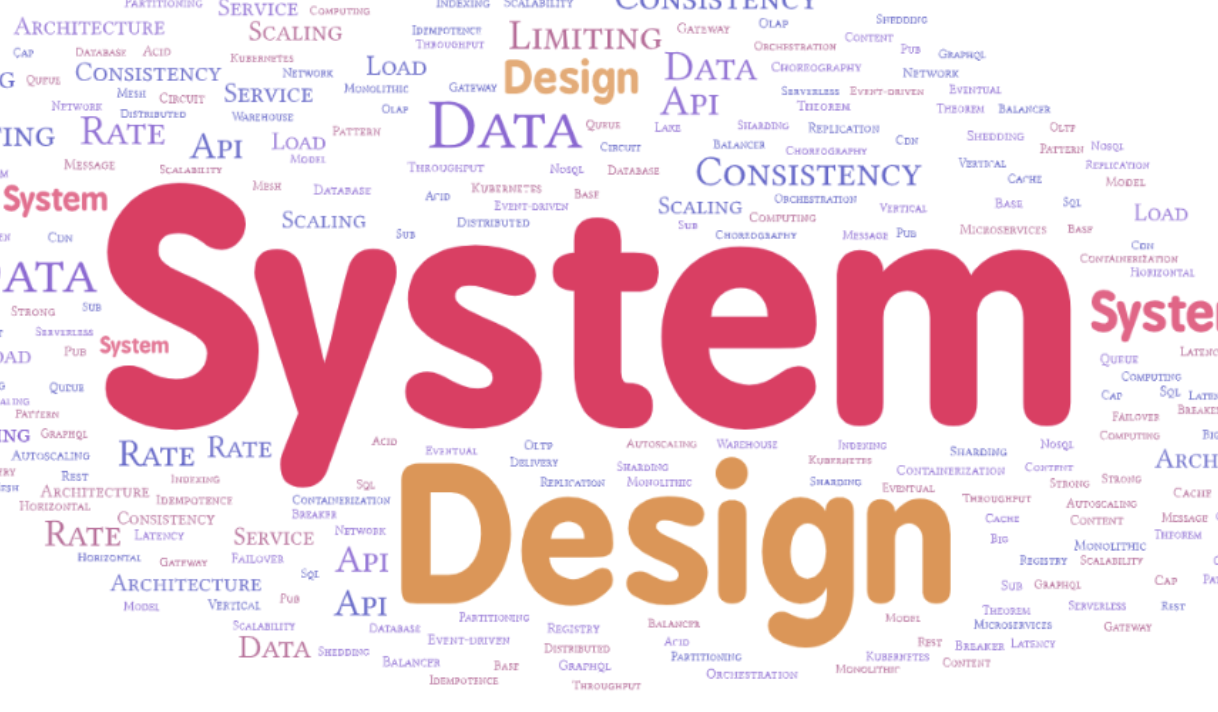 PARTITIONING SERVICE COMPUTING INDEXING SCALABILITY CONSISTENCY
ARCHITECTURE SCALING IDEMPOTENCE LIMITING GATEWAY OLAP SHEDDING
CAP DATABASE ACID KUBERNETES THROUGHPUT ORCHESTRATION CONTENT PUB GRAPHQL
QUEUE CONSISTENCY NETWORK LOAD Design DATA CHOREOGRAPHY NETWORK
MESH CIRCUIT SERVICE MONOLITHIC GATEWAY API SERVERLESS EVENT-DRIVEN EVENTUAL
NETWORK DISTRIBUTED WAREHOUSE OLAP THEOREM THEOREM BALANCER
RATE API LOAD PATTERN DATA QUEUE LAKE SHARDING REPLICATION CDN SHEDDING OLTP
MODEL CIRCUIT BALANCER CHOREOGRAPHY PATTERN NOSQL
MESSAGE SCALABILITY THROUGHPUT NOSQL DATABASE CONSISTENCY VERTICAL REPLICATION
System MESH DATABASE ACID KUBERNETES BASE ORCHESTRATION CACHE MODEL
EVENT-DRIVEN SCALING VERTICAL BASE SQL LOAD
SCALING DISTRIBUTED SUB COMPUTING MICROSERVICES BASE
CDN SUB CHOREOGRAPHY MESSAGE PUB CDN
CONTAINERIZATION
HORIZONTAL
STRONG SUB
SERVERLESS
PUB System
System
QUEUE QUEUE
COMPUTING
PATTERN CAP SQL
GRAPHQL FAILOVER
AUTOSCALING RATE RATE ACID EVENTUAL OLTP AUTOSCALING WAREHOUSE INDEXING SHARDING NOSQL COMPUTING
REST INDEXING SQL DELIVERY SHARDING KUBERNETES CONTAINERIZATION CONTENT
ARCHITECTURE IDEMPOTENCE REPLICATION MONOLITHIC SHARDING EVENTUAL STRONG STRONG
HORIZONTAL CONTAINERIZATION THROUGHPUT AUTOSCALING CACHE
CONSISTENCY BREAKER Design CACHE CONTENT MESSAGE
RATE LATENCY SERVICE NETWORK BIG MONOLITHIC THEOREM
HORIZONTAL GATEWAY FAILOVER API REGISTRY SCALABILITY
ARCHITECTURE SQL SUB GRAPHQL CAP
MODEL VERTICAL PUB API THEOREM SERVERLESS REST
SCALABILITY DATABASE PARTITIONING REGISTRY BALANCER MODEL MICROSERVICES GATEWAY
DATA SHEDDING EVENT-DRIVEN DISTRIBUTED ACID REST BREAKER LATENCY
BALANCER BASE GRAPHQL PARTITIONING KUBERNETES CONTENT
IDEMPOTENCE THROUGHPUT ORCHESTRATION MONOLITHIC